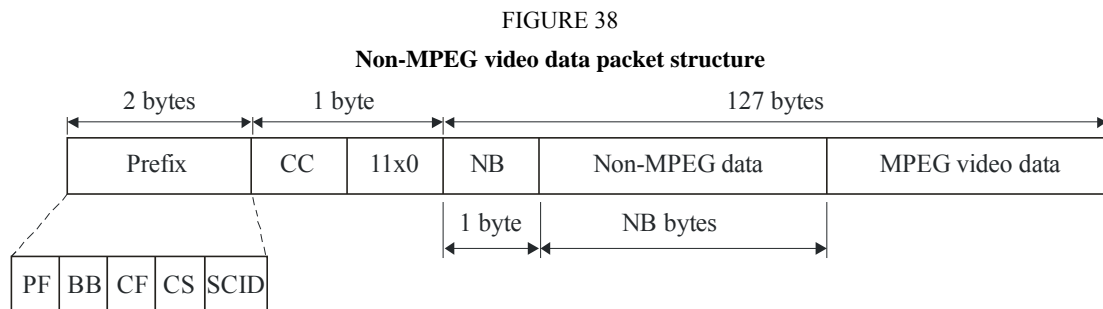 FIGURE 38
Non-MPEG video data packet structure
2 bytes 1 byte 127 bytes
Prefix CC 11x0 NB Non-MPEG data MPEG video data
1 byte NB bytes
PF BB CF CS SCID